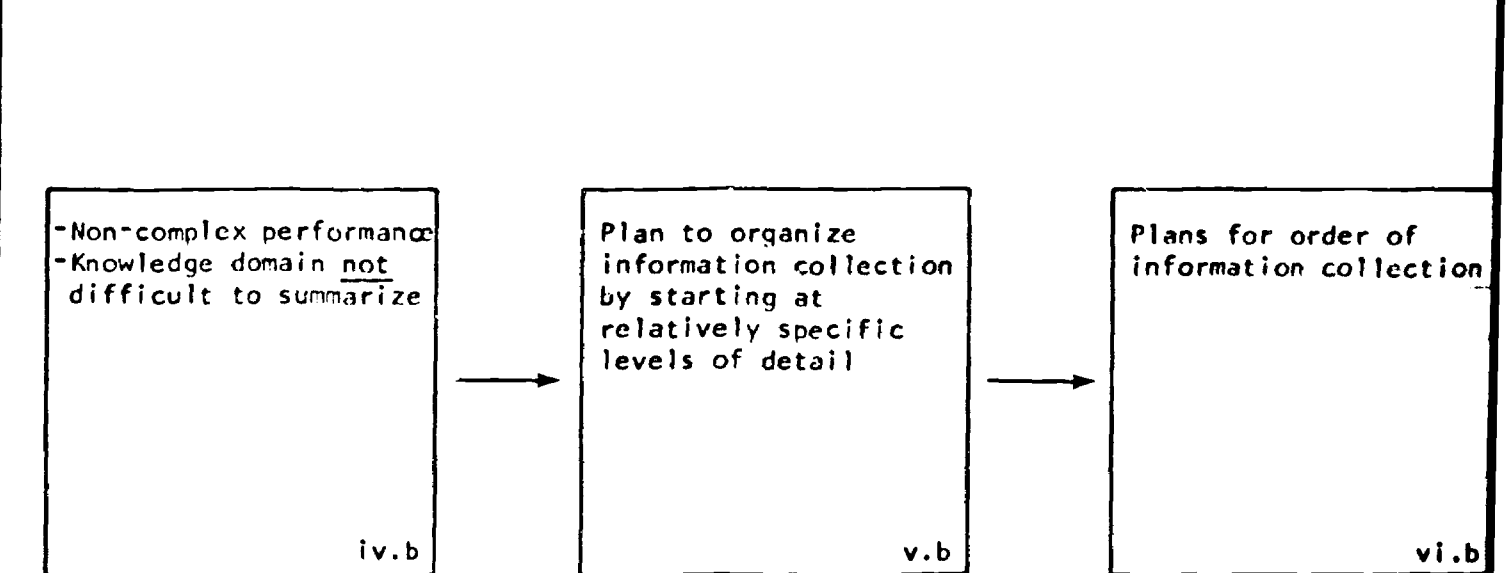 -Non-complex performance
-Knowledge domain not
difficult to summarize
iv.b
Plan to organize
information collection
by starting at
relatively specific
levels of detail
v.b
Plans for order of
information collection
vi.b